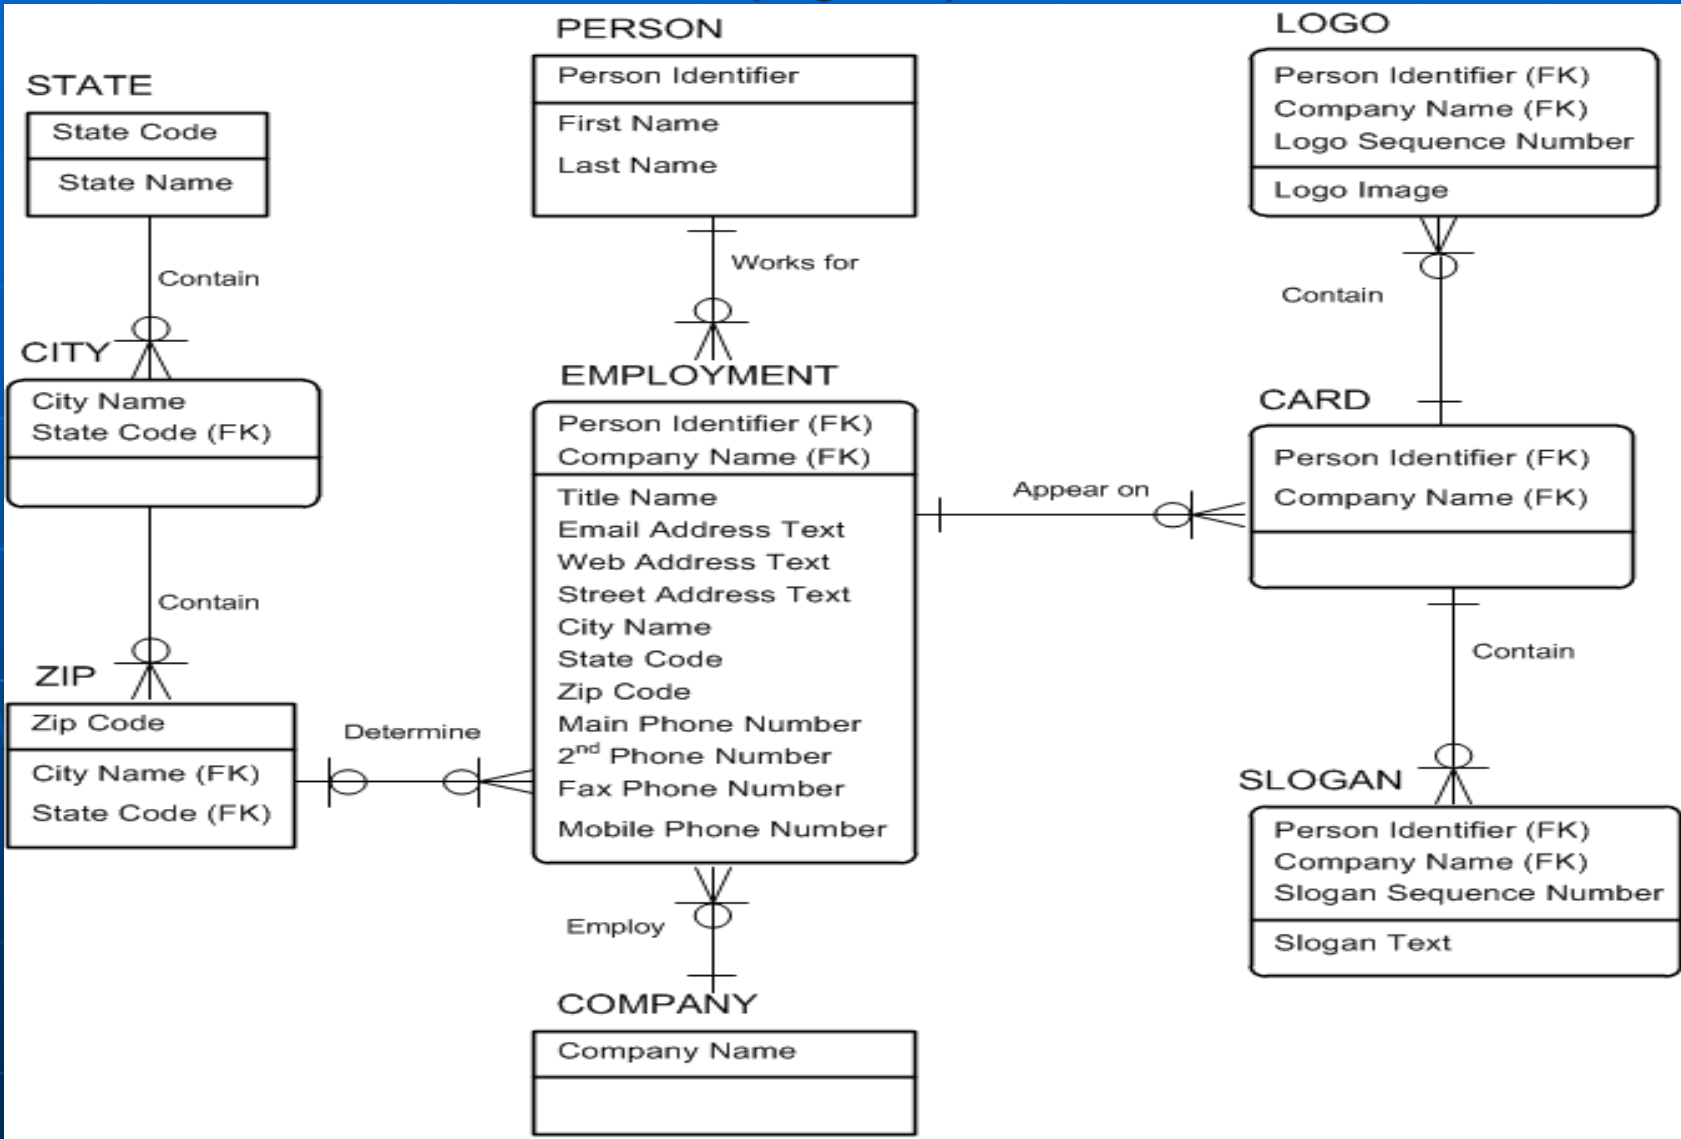 STATE
State Code
State Name
Contain
CITY
City Name
State Code (FK)
Contain
ZIP
Zip Code
City Name (FK)
State Code (FK)
Determine
PERSON
Person Identifier
First Name
Last Name
Works for
EMPLOYMENT
Person Identifier (FK)
Company Name (FK)
Title Name
Email Address Text
Web Address Text
Street Address Text
City Name
State Code
Zip Code
Main Phone Number
2nd Phone Number
Fax Phone Number
Mobile Phone Number
Employ
COMPANY
Company Name
Appear on
LOGO
Person Identifier (FK)
Company Name (FK)
Logo Sequence Number
Logo Image
Contain
CARD
Person Identifier (FK)
Company Name (FK)
Contain
SLOGAN
Person Identifier (FK)
Company Name (FK)
Slogan Sequence Number
Slogan Text